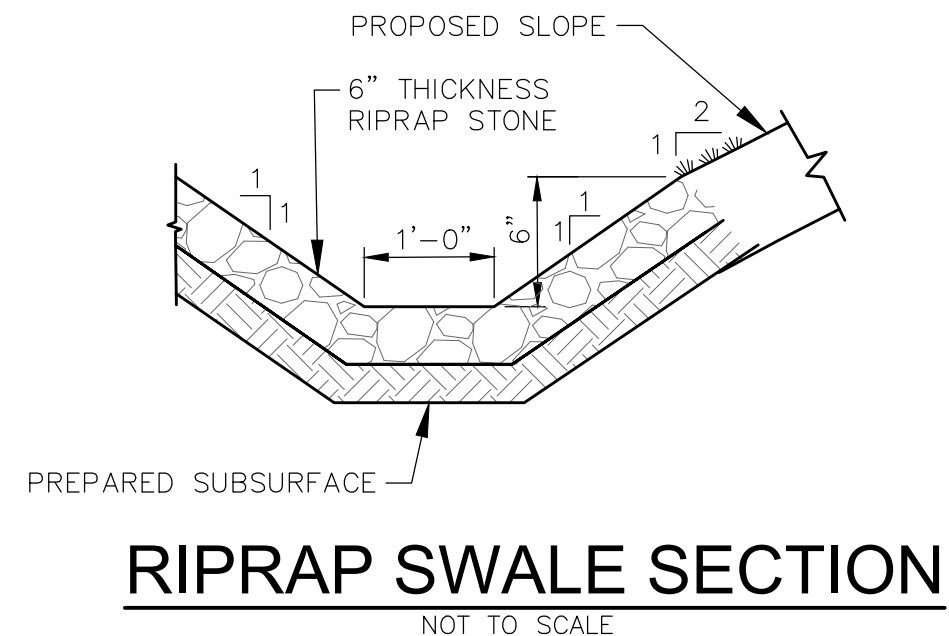 PROPOSED SLOPE
6" THICKNESS
RIPRAP STONE
2
1
1
1
1
1
6"
1'-0"
PREPARED SUBSURFACE
RIPRAP SWALE SECTION
NOT TO SCALE